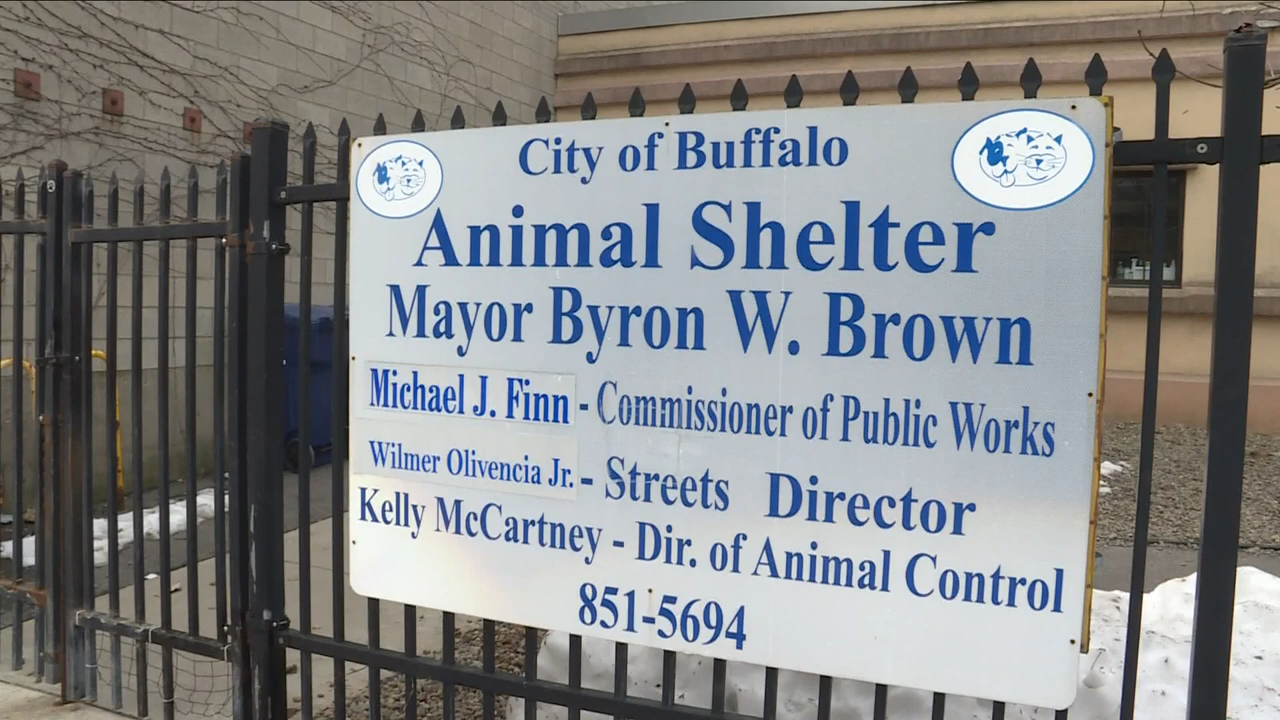 City of Buffalo
Animal Shelter
Mayor Byron W. Brown
Michael J. Finn - Commissioner of Public Works
Wilmer Olivencia Jr. - Streets Director
Kelly McCartney - Dir. of Animal Control
851-5694